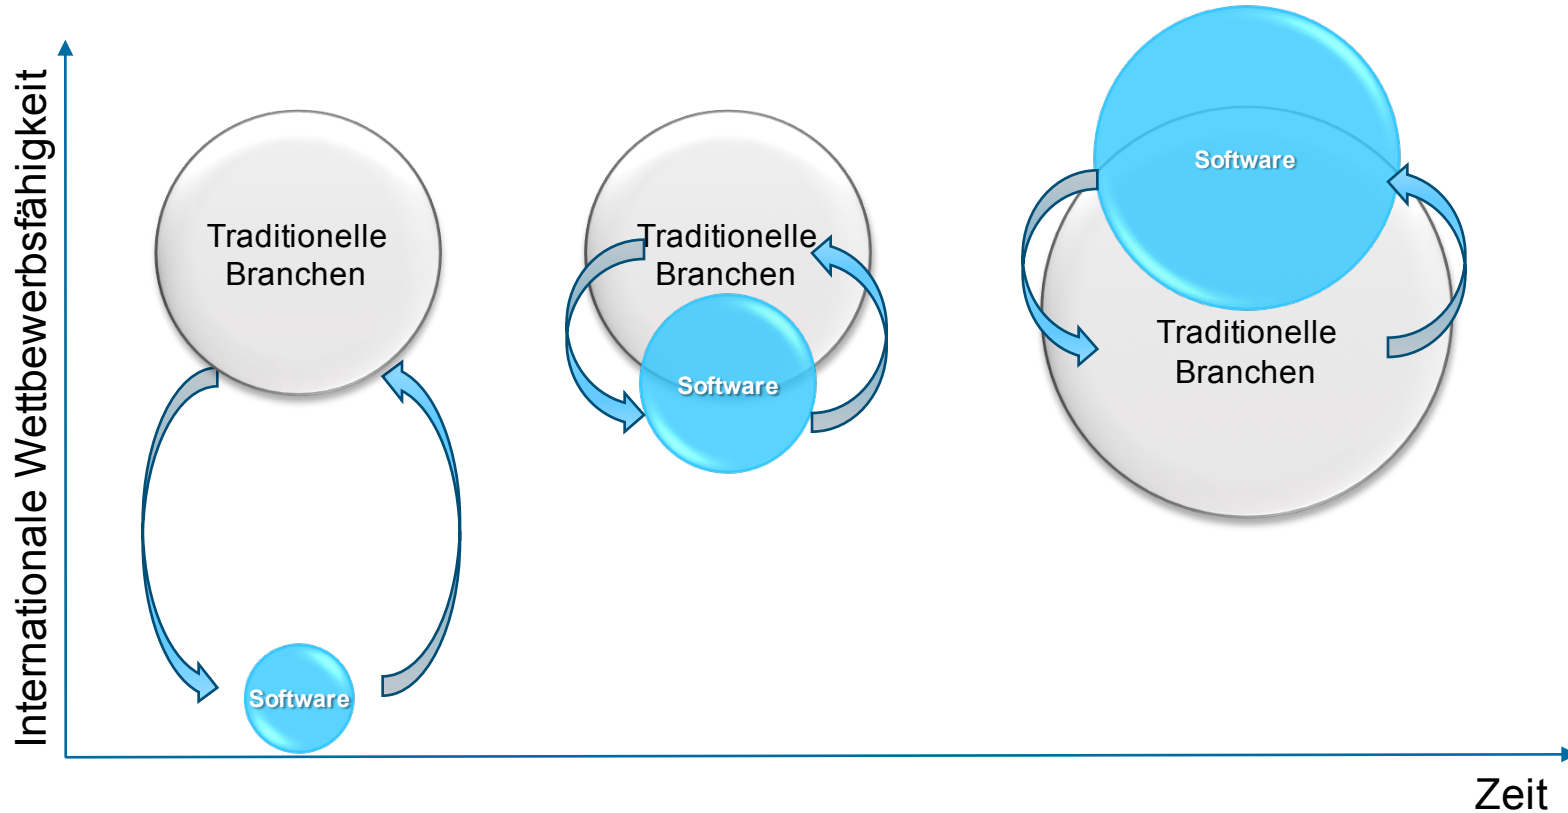 Internationale Wettbewerbsfähigkeit
Traditionelle
Branchen
Software
Traditionelle
Branchen
Software
Software
Traditionelle
Branchen
Zeit